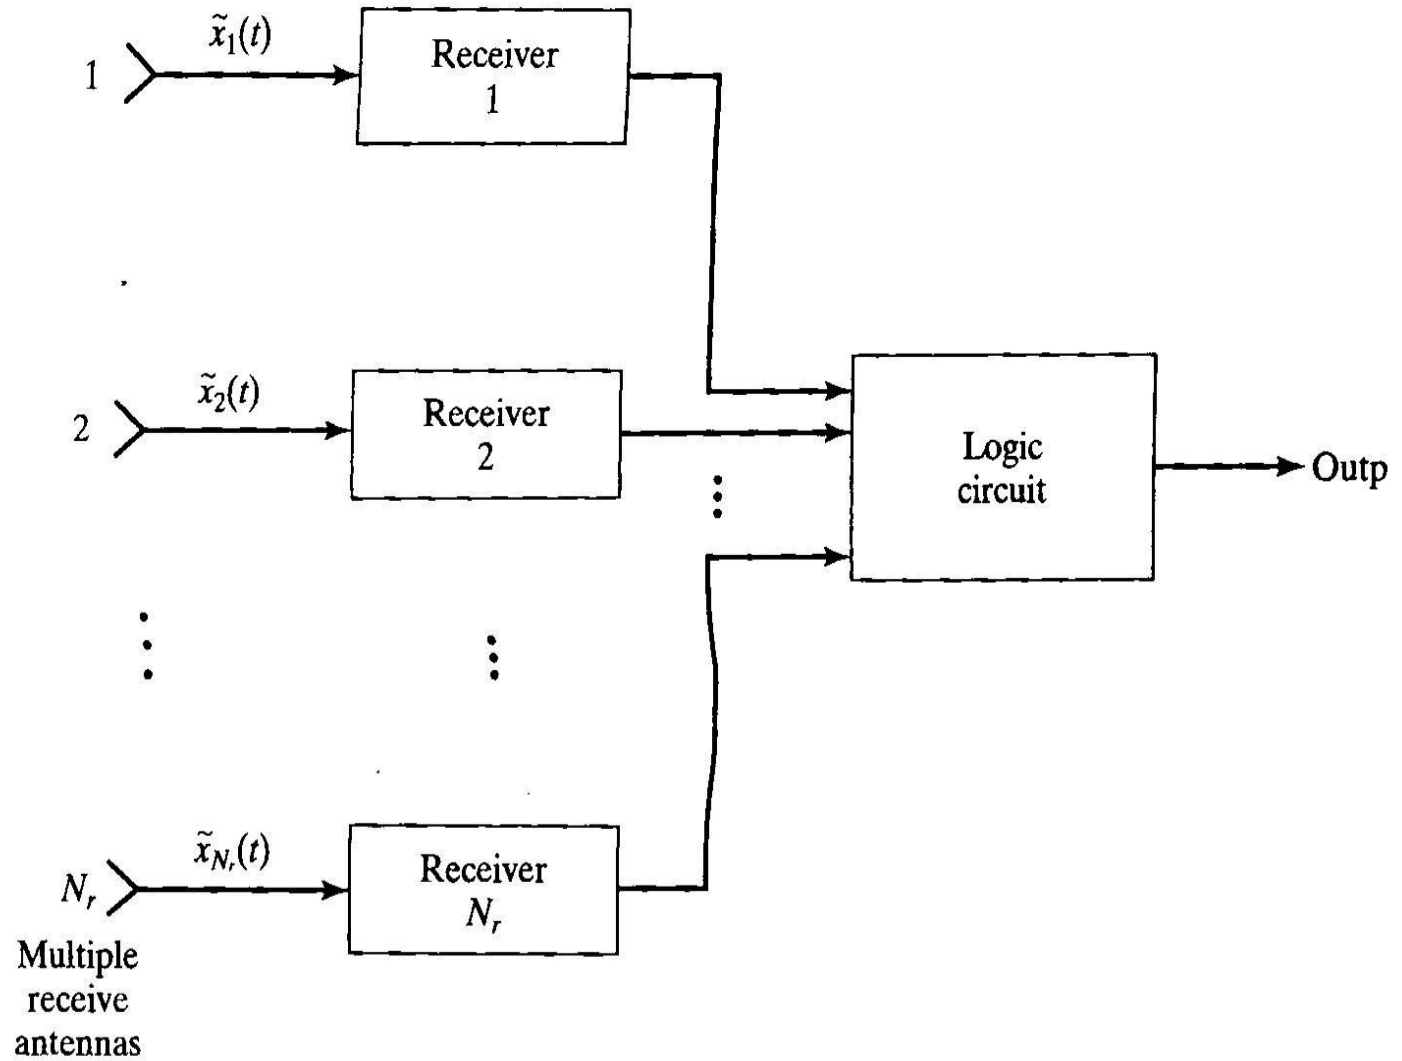 x̃₁(t)
1
Receiver
1
x̃₂(t)
2
Receiver
2
Logic
circuit
Outp
x̃_{N_r}(t)
N_r
Receiver
N_r
Multiple
receive
antennas